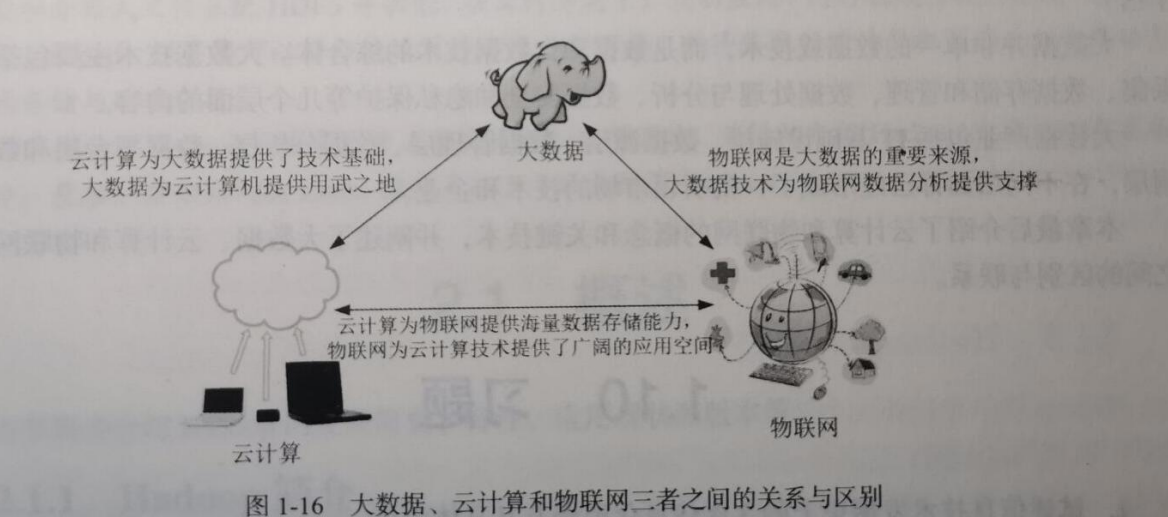 大数据
云计算为大数据提供了技术基础，
大数据为云计算机提供用武之地
物联网是大数据的重要来源，
大数据技术为物联网数据分析提供支撑
云计算为物联网提供海量数据存储能力，
物联网为云计算技术提供了广阔的应用空间
云计算
物联网
图 1-16 大数据、云计算和物联网三者之间的关系与区别